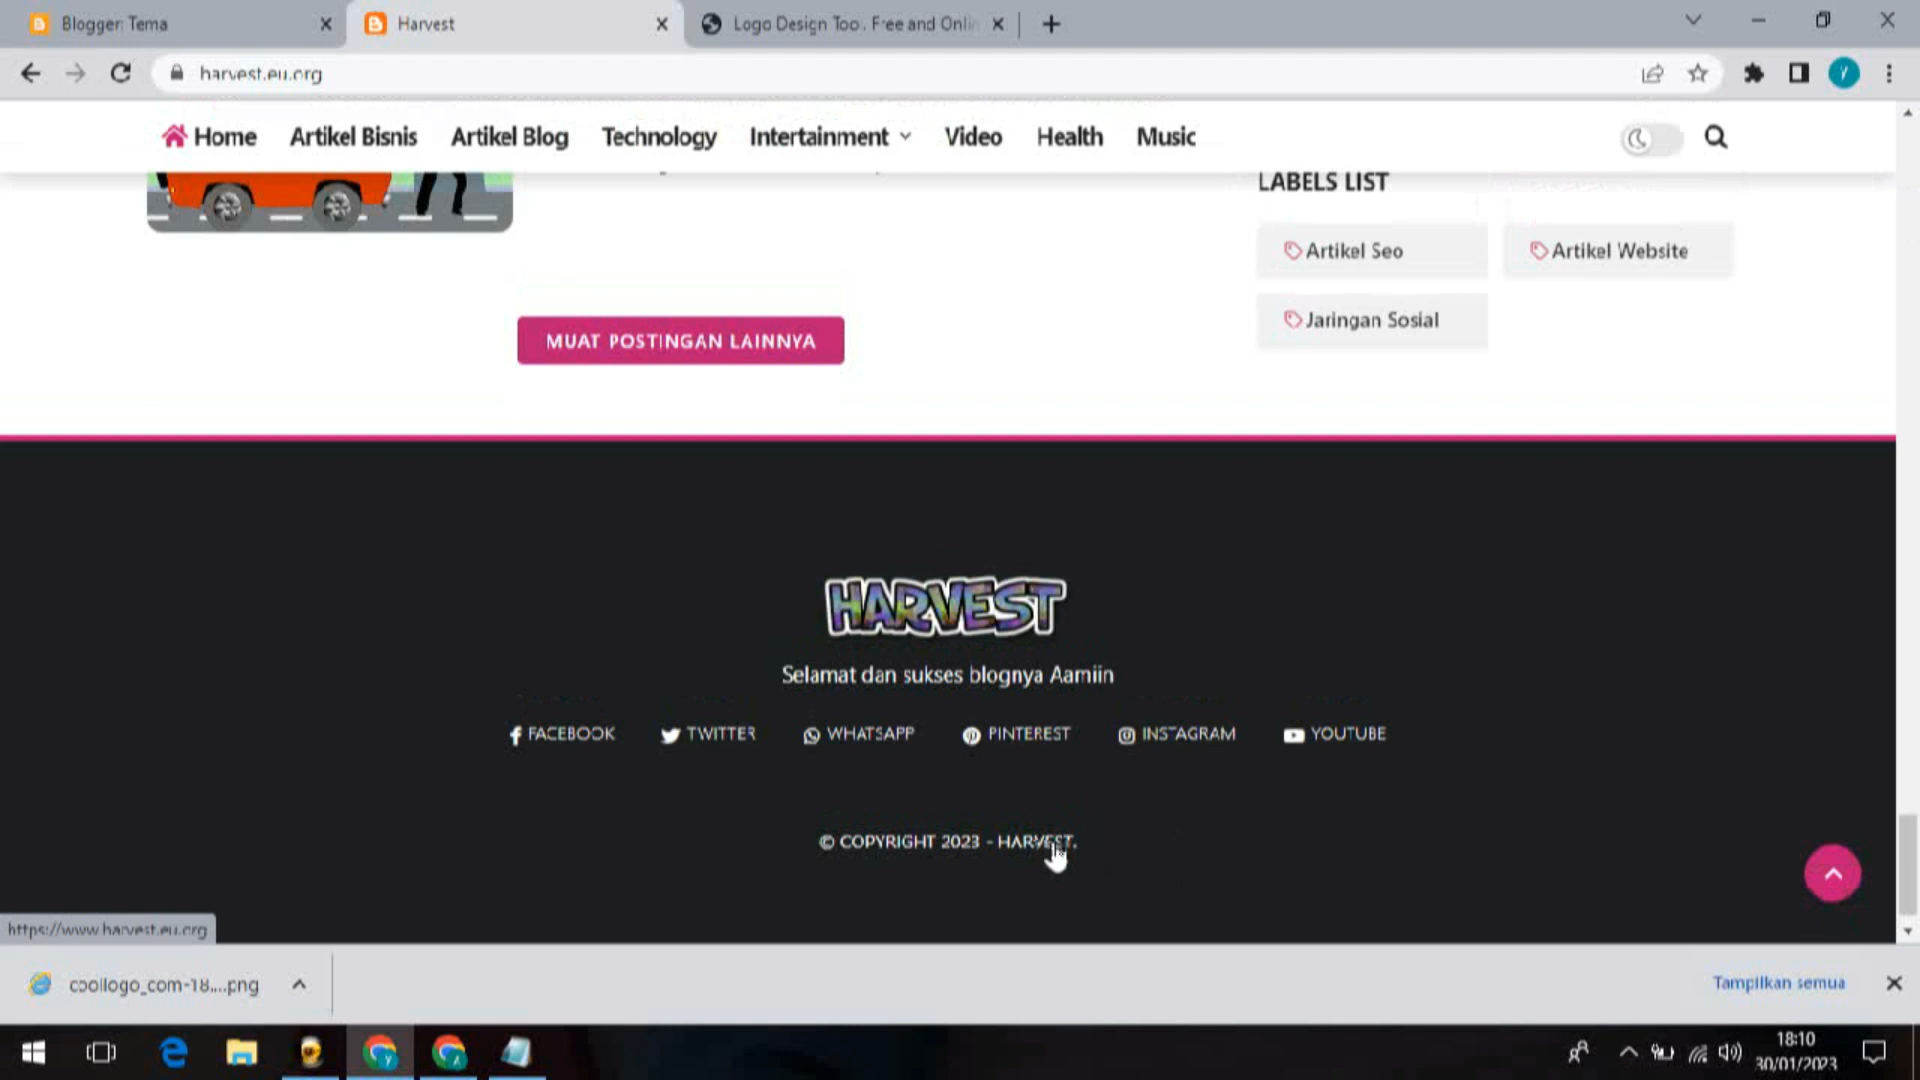 Blogger: Tema
Harvest
Logo Design Too. Free and Onlin
harvest.eu.org
Home Artikel Bisnis Artikel Blog Technology Intertainment Video Health Music
LABELS LIST
Artikel Seo Artikel Website
Jaringan Sosial
MUAT POSTINGAN LAINNYA
HARVEST
Selamat dan sukses blognya Aamiin
FACEBOOK TWITTER WHATSAPP PINTEREST INSTAGRAM YOUTUBE
© COPYRIGHT 2023 - HARVEST.
https://www.harvest.eu.org
coollogo_com-18....png
Tampilkan semua
18:10
30/01/2023